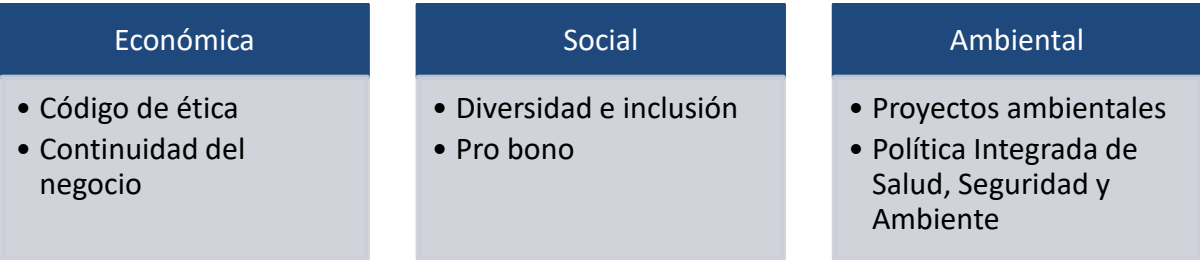 Económica
• Código de ética
• Continuidad del
negocio
Social
• Diversidad e inclusión
• Pro bono
Ambiental
• Proyectos ambientales
• Política Integrada de
Salud, Seguridad y
Ambiente